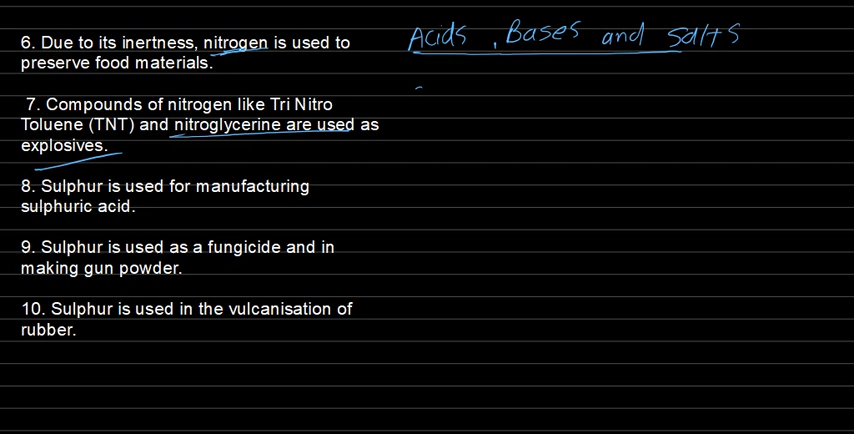 6. Due to its inertness, nitrogen is used to
preserve food materials.
7. Compounds of nitrogen like Tri Nitro
Toluene (TNT) and nitroglycerine are used as
explosives.
8. Sulphur is used for manufacturing
sulphuric acid.
9. Sulphur is used as a fungicide and in
making gun powder.
10. Sulphur is used in the vulcanisation of
rubber.
Acids , Bases and Salts